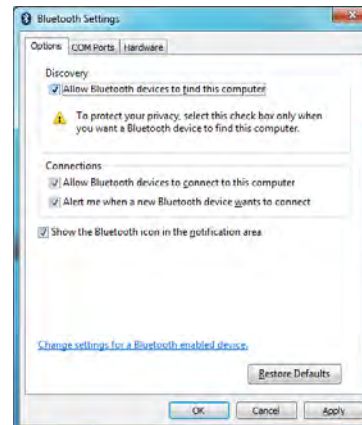 Bluetooth Settings
Options COM Ports Hardware
Discovery
Allow Bluetooth devices to find this computer
To protect your privacy, select this check box only when
you want a Bluetooth device to find this computer.
Connections
Allow Bluetooth devices to connect to this computer
Alert me when a new Bluetooth device wants to connect
Show the Bluetooth icon in the notification area
Change settings for a Bluetooth enabled device.
Restore Defaults
OK Cancel Apply